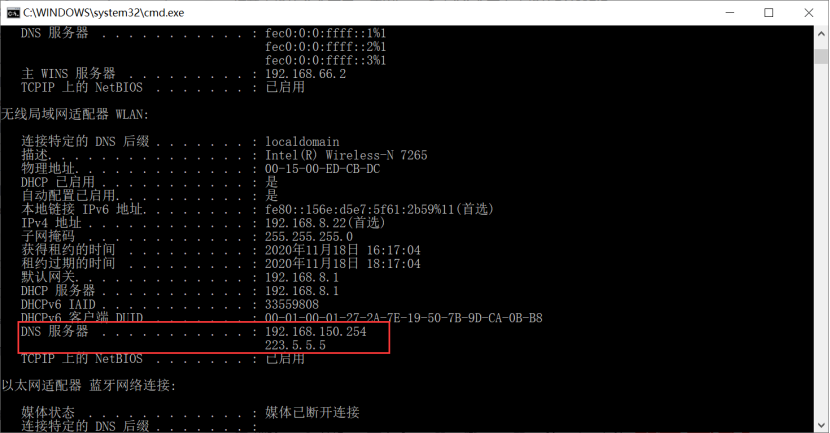 C:\WINDOWS\system32\cmd.exe
DNS 服务器 . . . . . . . . . . . : fec0:0:0:ffff::1%1
fec0:0:0:ffff::2%1
fec0:0:0:ffff::3%1
主 WINS 服务器 . . . . . . . . . : 192.168.66.2
TCPIP 上的 NetBIOS . . . . . . . : 已启用
无线局域网适配器 WLAN:
连接特定的 DNS 后缀 . . . . . . . : localdomain
描述. . . . . . . . . . . . . . . : Intel(R) Wireless-N 7265
物理地址. . . . . . . . . . . . . : 00-15-00-ED-CB-DC
DHCP 已启用 . . . . . . . . . . . : 是
自动配置已启用. . . . . . . . . . : 是
本地链接 IPv6 地址. . . . . . . . : fe80::156e:d5e7:5f61:2b59%11(首选)
IPv4 地址 . . . . . . . . . . . . : 192.168.8.22(首选)
子网掩码 . . . . . . . . . . . . : 255.255.255.0
获得租约的时间 . . . . . . . . . : 2020年11月18日 16:17:04
租约过期的时间 . . . . . . . . . : 2020年11月18日 18:17:04
默认网关. . . . . . . . . . . . . : 192.168.8.1
DHCP 服务器 . . . . . . . . . . . : 192.168.8.1
DHCPv6 IAID . . . . . . . . . . . : 33559808
DHCPv6 客户端 DUID . . . . . . . : 00-01-00-01-27-2A-7E-19-50-7B-9D-CA-0B-B8
DNS 服务器 . . . . . . . . . . . : 192.168.150.254
223.5.5.5
TCPIP 上的 NetBIOS . . . . . . . : 已启用
以太网适配器 蓝牙网络连接:
媒体状态 . . . . . . . . . . . . : 媒体已断开连接
连接特定的 DNS 后缀 . . . . . . . :